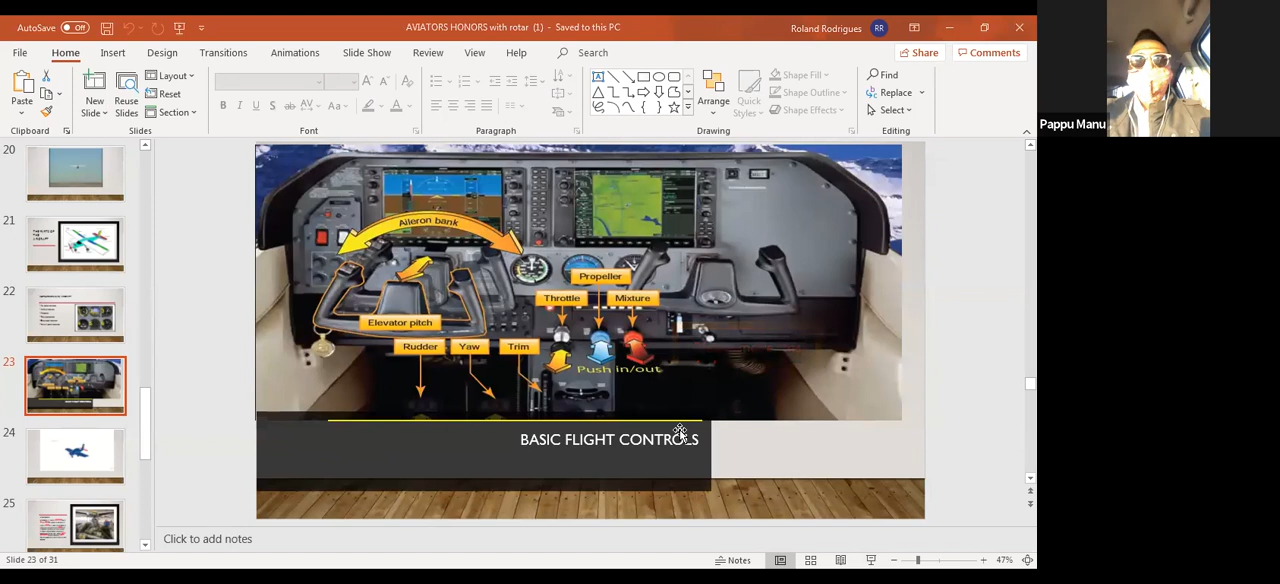 AutoSave Off AVIATORS HONORS with rotar (1) - Saved to this PC Roland Rodrigues RR
File Home Insert Design Transitions Animations Slide Show Review View Help Search Share Comments
Paste New Slide Reuse Slides Layout Reset Section
B I U S ab AV Aa A
Arrange Quick Styles Shape Fill Shape Outline Shape Effects
Find Replace Select
Clipboard Slides Font Paragraph Drawing Editing
Pappu Manu
20
21
22
23
24
25
Aileron bank
Propeller
Throttle Mixture
Elevator pitch
Rudder Yaw Trim
Push in/out
BASIC FLIGHT CONTROLS
Click to add notes
Slide 23 of 31 Notes 47%